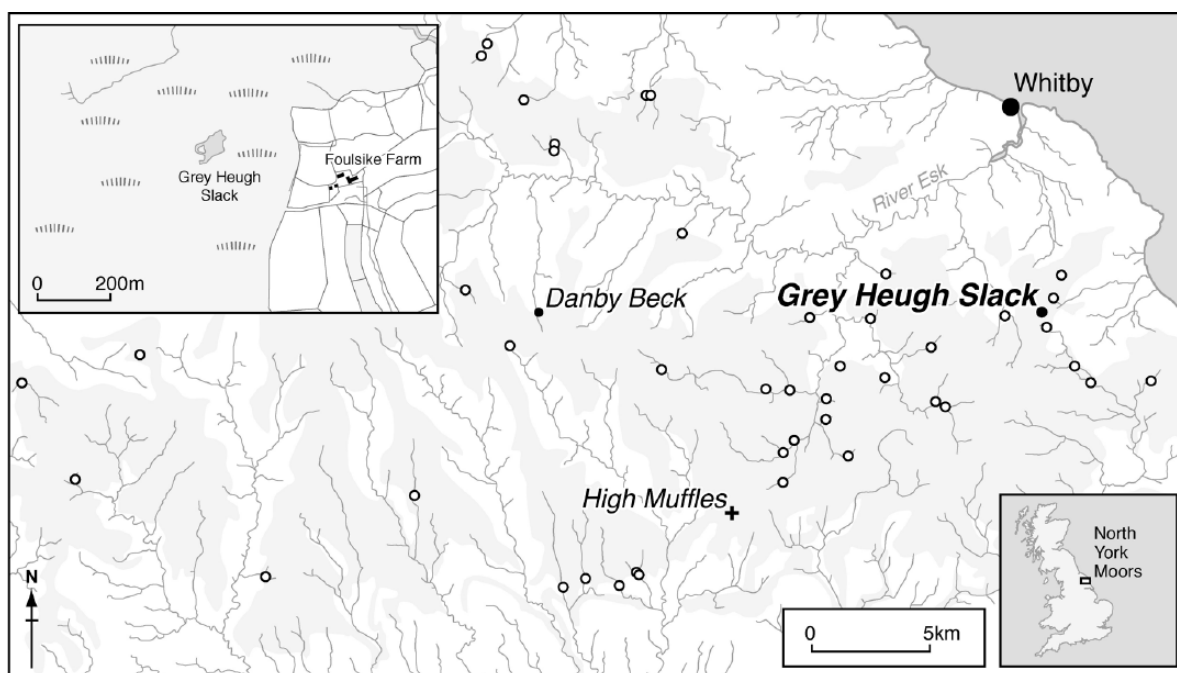 Foulsike Farm
Grey Heugh
Slack
0
200m
Whitby
River Esk
Danby Beck
Grey Heugh Slack
High Muffles
N
0
5km
North
York
Moors